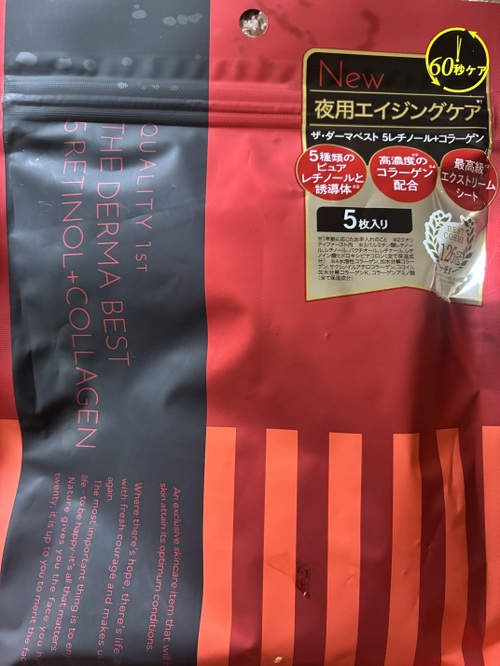 60秒ケア
New
夜用エイジングケア
ザ・ダーマベスト 5レチノール+コラーゲン
5種類の
ピュア
レチノールと
誘導体
高濃度の
コラーゲン
配合
最高級
エクストリーム
シート
5枚入り
QUALITY 1ST
THE DERMA BEST
5 RETINOL + COLLAGEN
An exclusive skincare item that will
skin attain its optimum conditions.
Where there's hope, there's life
with fresh courage and makes u
again.
The most important thing is to en
life - to be happy - it's all that matters.
Nature gives you the face you h
twenty; it is up to you to merit the fac